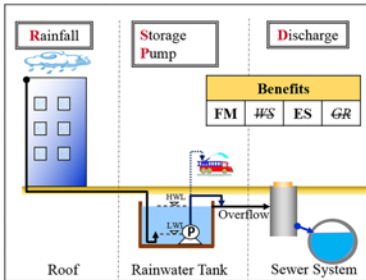 Rainfall
Storage
Pump
Discharge
Benefits
FM WS ES GR
HWL
LWL
P
Overflow
Roof
Rainwater Tank
Sewer System